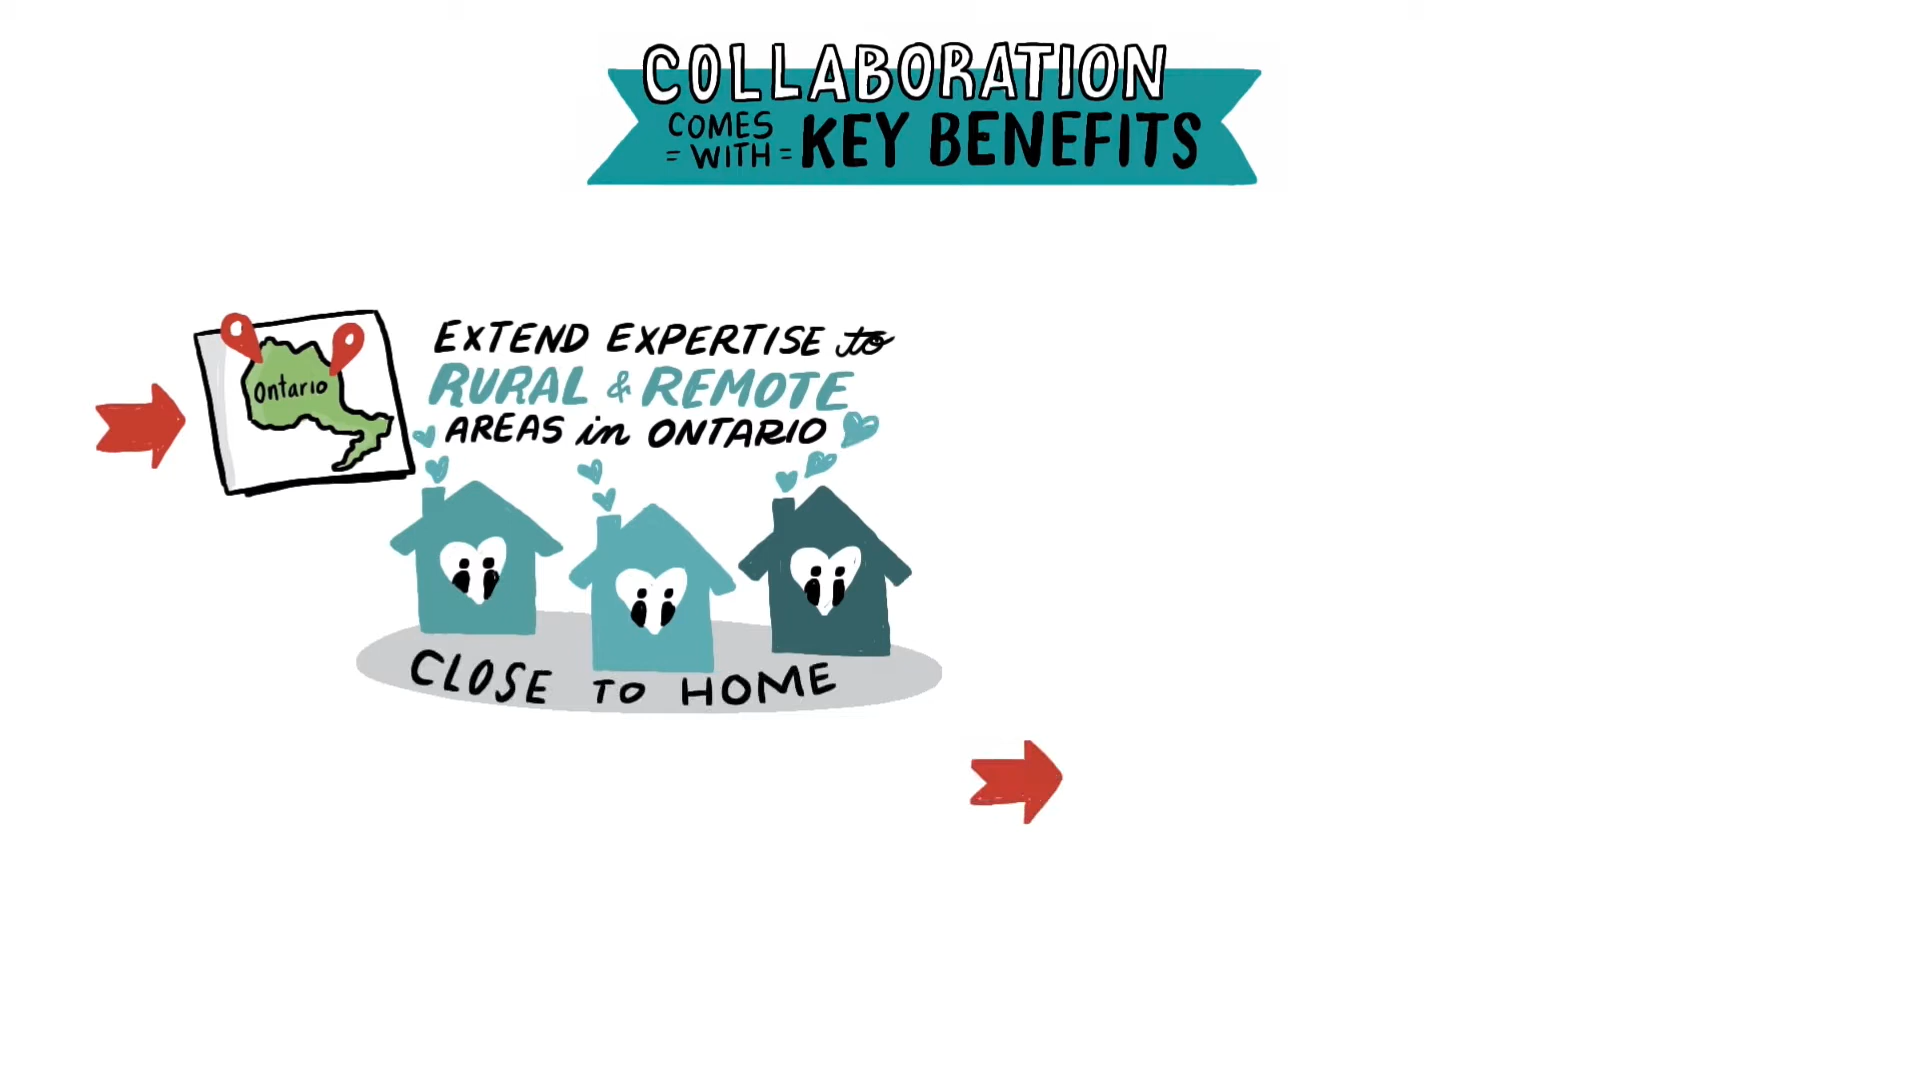 COLLABORATION
COMES
= WITH = KEY BENEFITS
Ontario
EXTEND EXPERTISE to
RURAL & REMOTE
AREAS in ONTARIO
CLOSE TO HOME